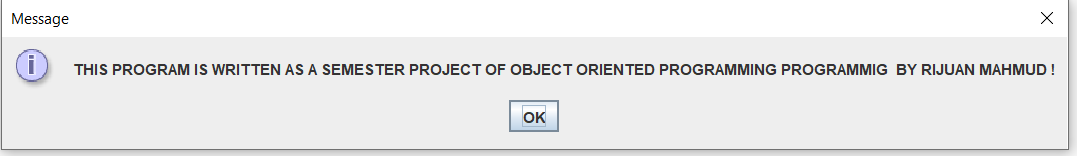 Message
THIS PROGRAM IS WRITTEN AS A SEMESTER PROJECT OF OBJECT ORIENTED PROGRAMMING PROGRAMMIG  BY RIJUAN MAHMUD !
OK